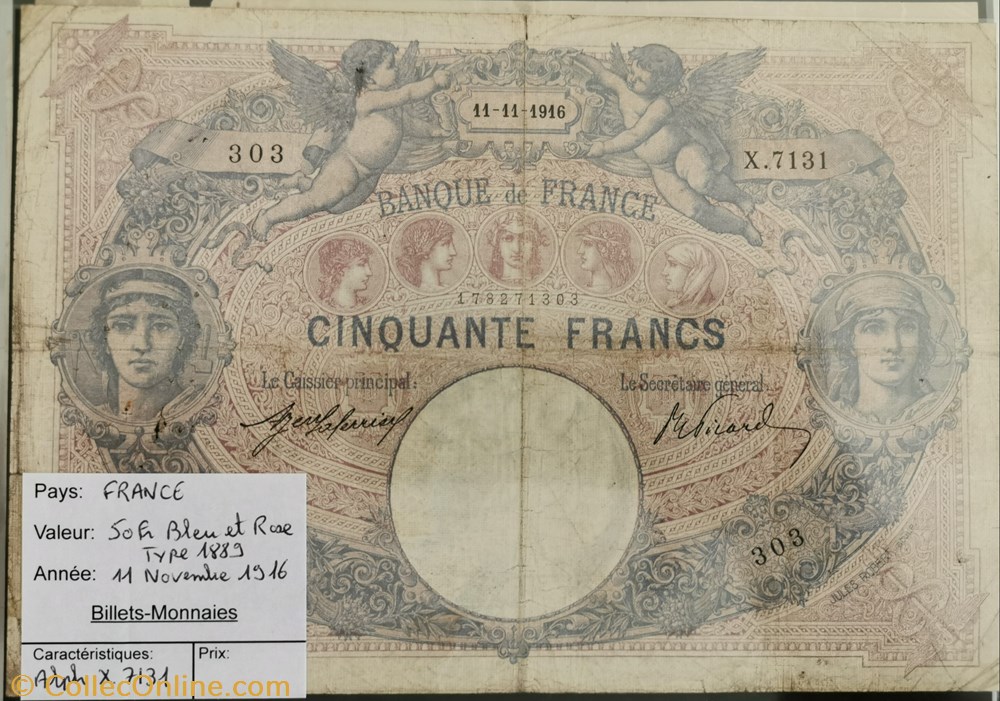 11-11-1916
303
X.7131
BANQUE de FRANCE
178271303
CINQUANTE FRANCS
Le Caissier principal:
Le Secrétaire général:
303
Pays: FRANCE
Valeur: 50 Fr Bleu et Rose
Type 1889
Année: 11 Novembre 1916
Billets-Monnaies
Caractéristiques:
Prix:
Alph X 7131
© CollecOnline.com